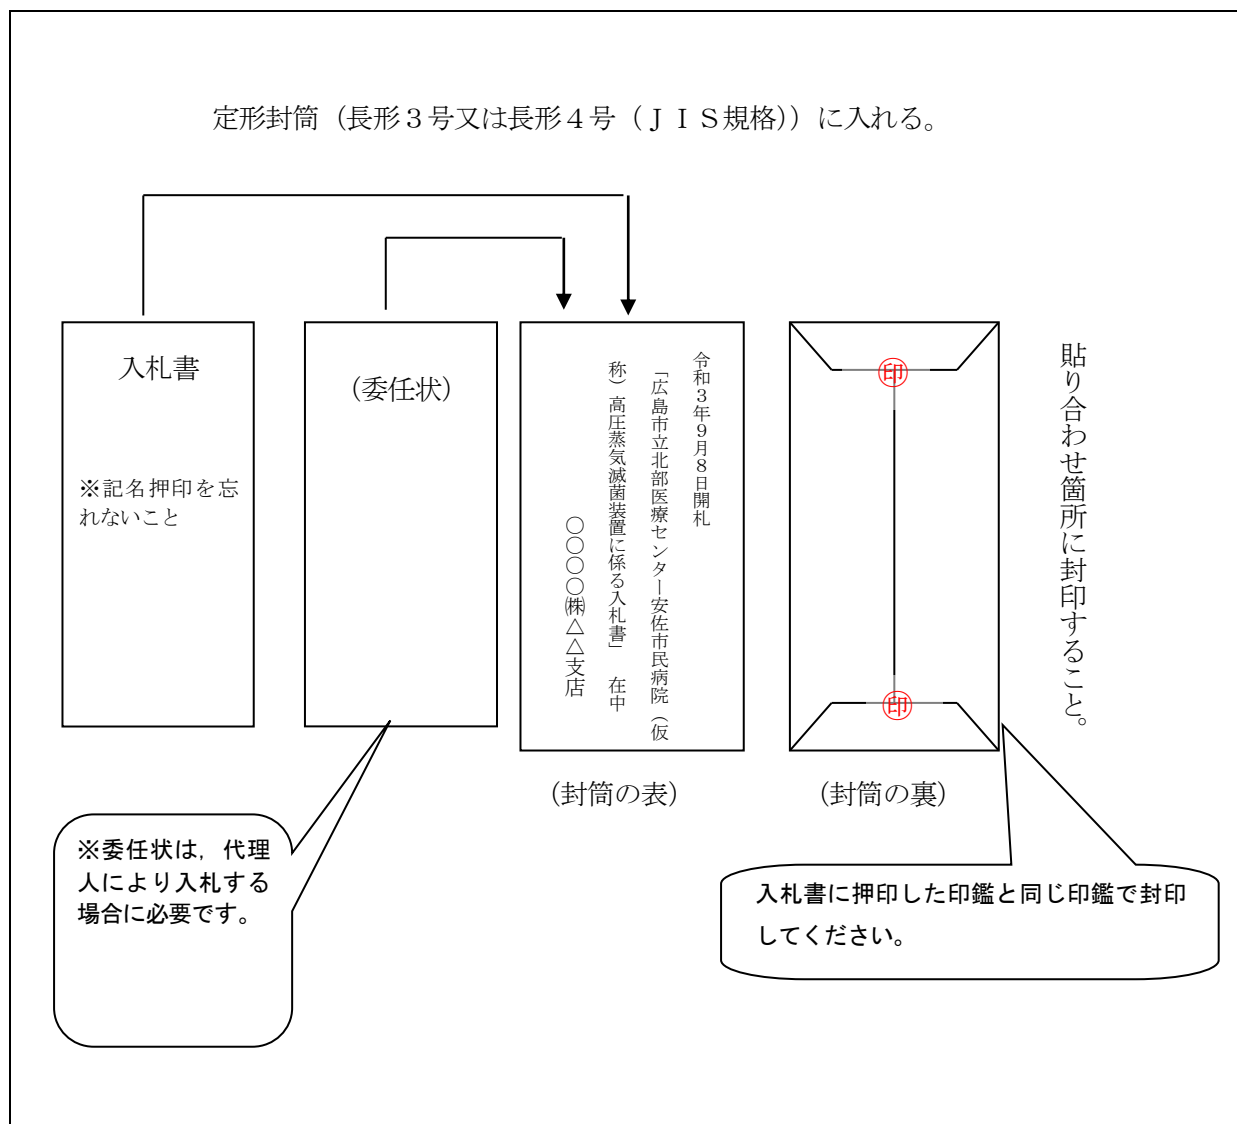 定形封筒（長形３号又は長形４号（ＪＩＳ規格））に入れる。
入札書
※記名押印を忘
れないこと
（委任状）
令和３年９月８日開札
「広島市立北部医療センター安佐市民病院（仮
称）高圧蒸気滅菌装置に係る入札書」　在中
〇〇〇〇㈱△△支店
（封筒の表）
印
印
（封筒の裏）
貼り合わせ箇所に封印すること。
※委任状は，代理
人により入札する
場合に必要です。
入札書に押印した印鑑と同じ印鑑で封印
してください。